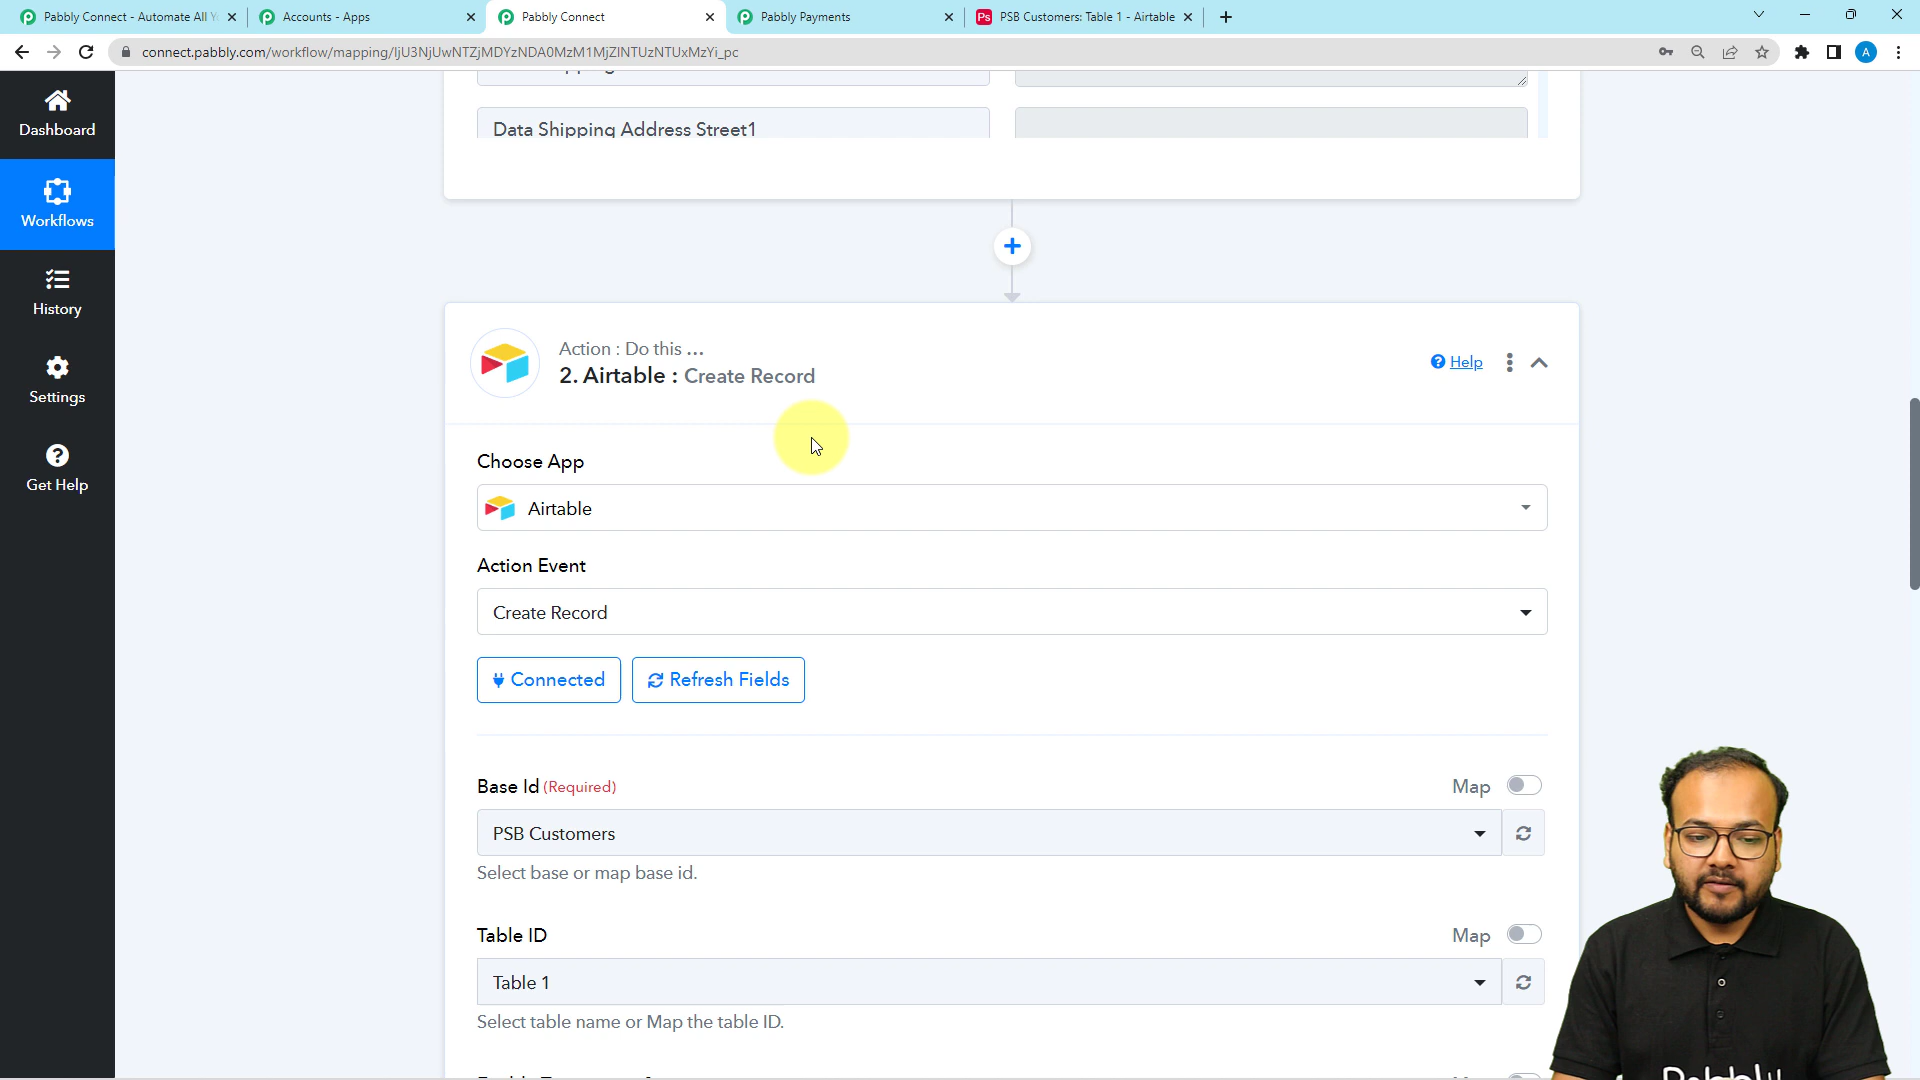 Pabbly Connect - Automate All Y
Accounts - Apps
Pabbly Connect
Pabbly Payments
Ps
PSB Customers: Table 1 - Airtable
connect.pabbly.com/workflow/mapping/IjU3NjUwNTZjMDYzNDA0MzM1MjZlNTUzNTUxMzYi_pc
A
Dashboard
Workflows
History
Settings
Get Help
Data Shipping Address Street1
Action : Do this ...
2. Airtable : Create Record
Help
Choose App
Airtable
Action Event
Create Record
Connected
Refresh Fields
Base Id (Required)
Map
PSB Customers
Select base or map base id.
Table ID
Map
Table 1
Select table name or Map the table ID.
Pabbly